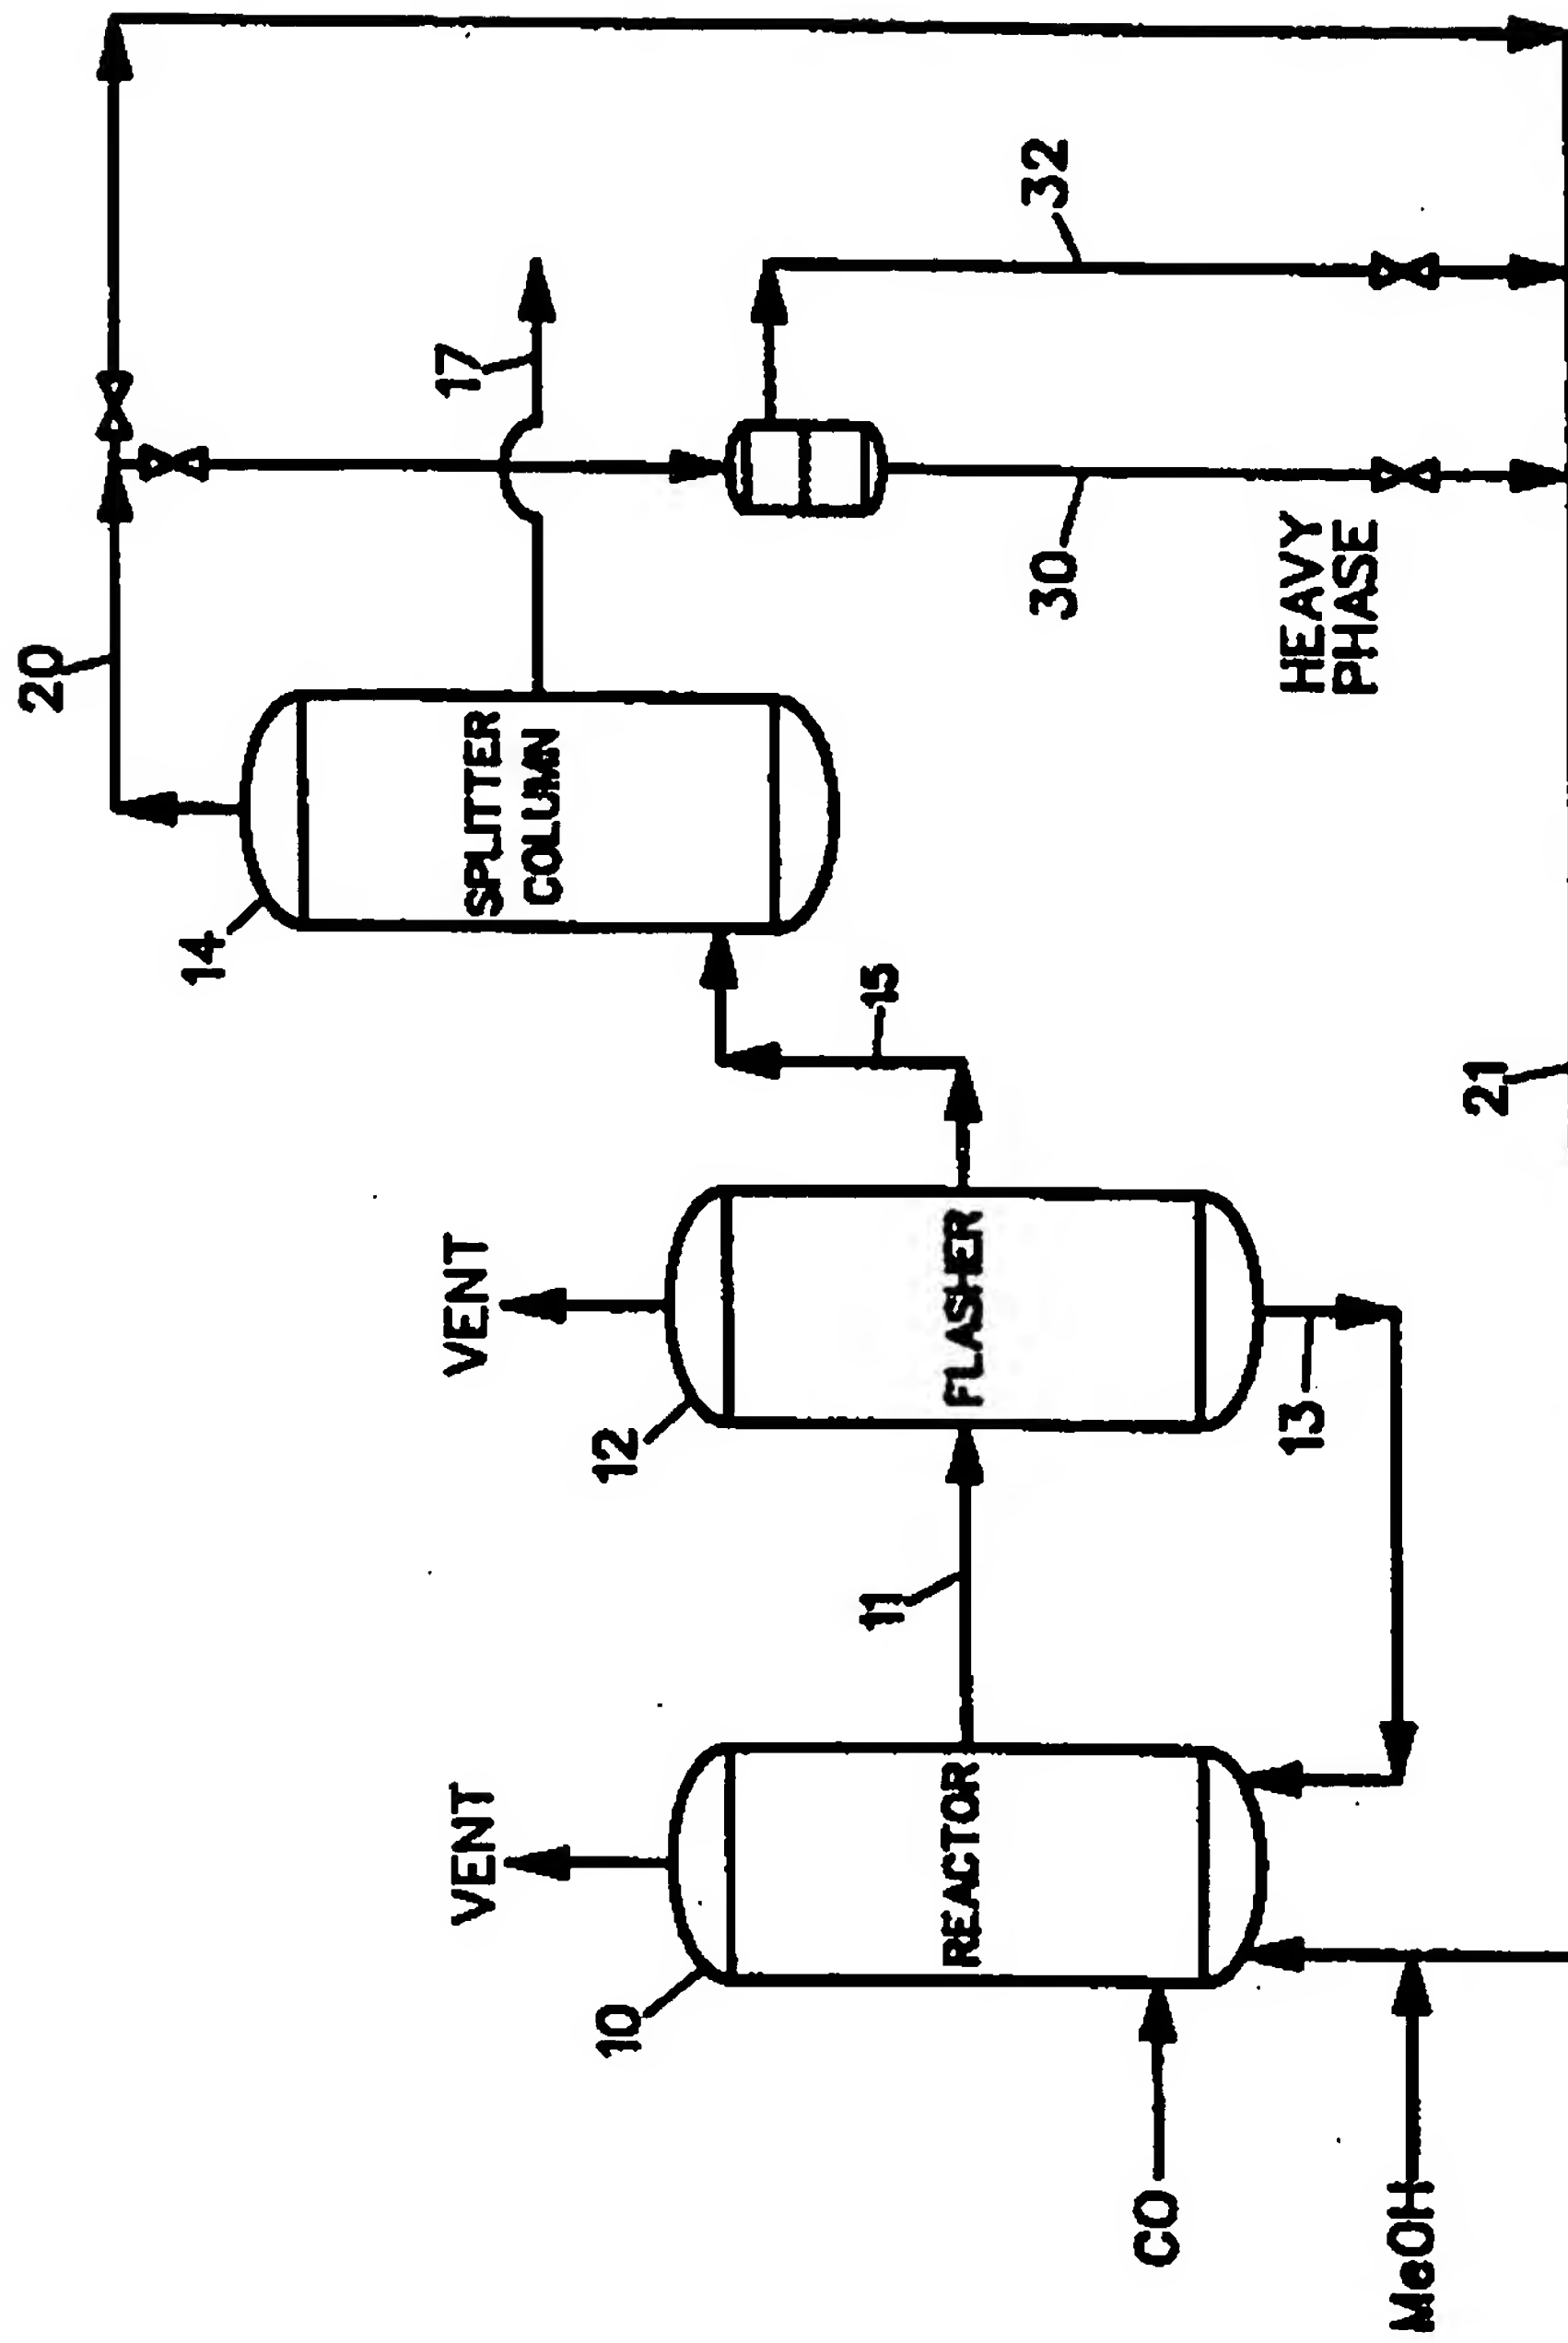 20
14
SPLITTER
COLUMN
17
32
30
HEAVY
PHASE
15
21
VENT
12
FLASHER
13
11
VENT
10
REACTOR
CO
MeOH